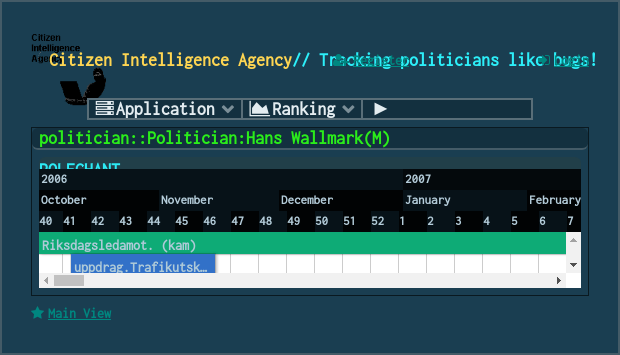 Citizen
Intelligence
Agency
Citizen Intelligence Agency// Tracking politicians like bugs!
Application
Ranking
politician::Politician:Hans Wallmark(M)
ROLEGHANT
2006 2007
October November December January February
40 41 42 43 44 45 46 47 48 49 50 51 52 1 2 3 4 5 6 7
Riksdagsledamot. (kam)
uppdrag.Trafikutsk…
Main View